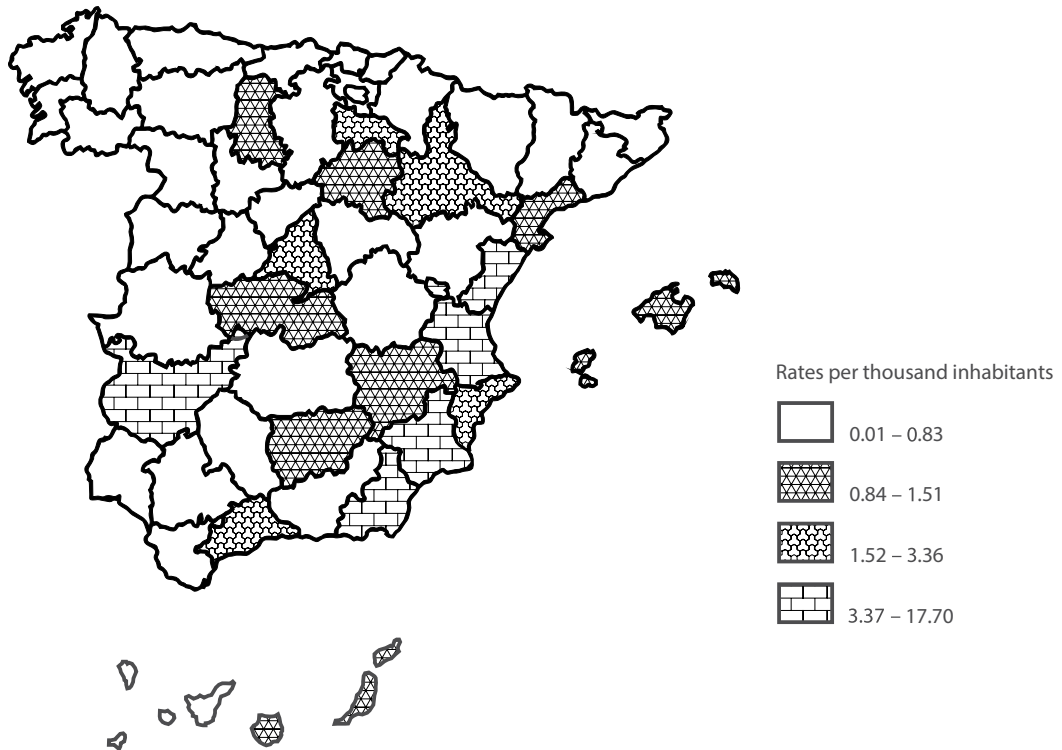 Rates per thousand inhabitants
0.01 – 0.83
0.84 – 1.51
1.52 – 3.36
3.37 – 17.70